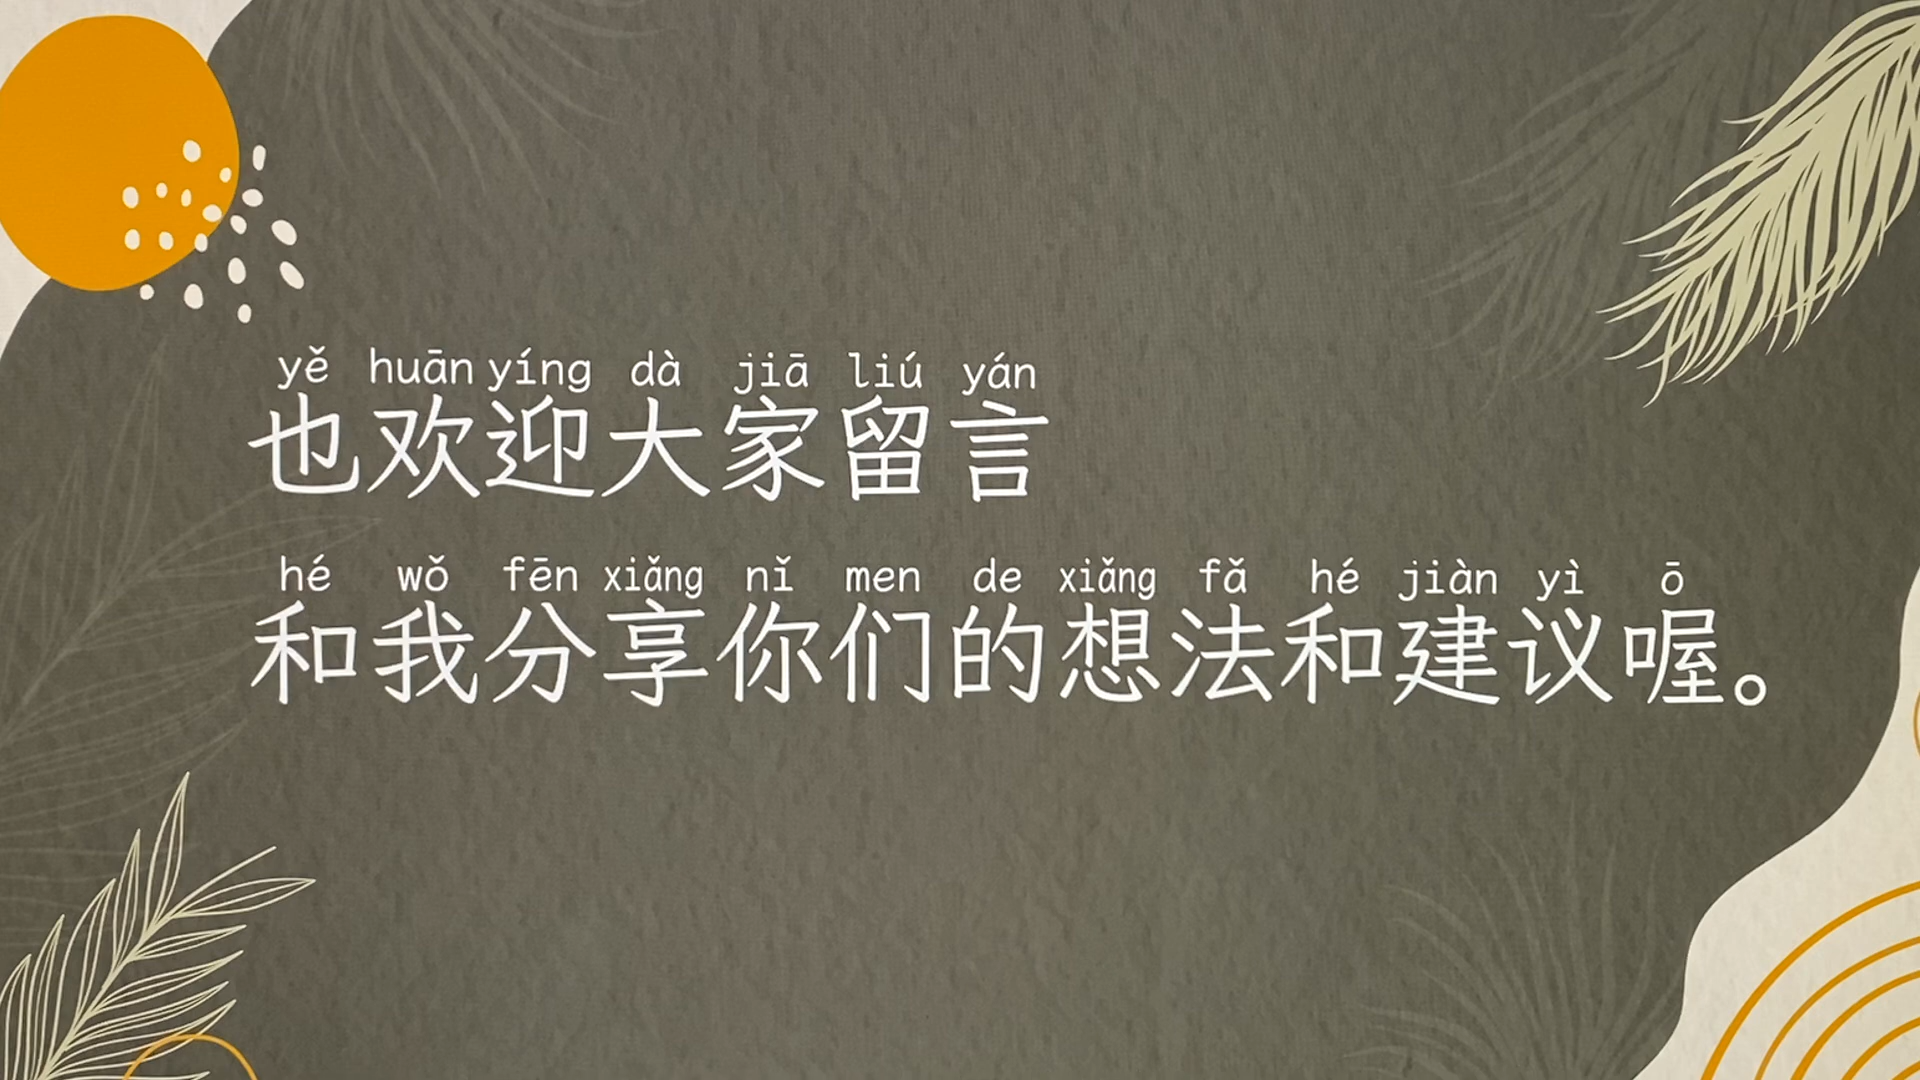 yě huān yíng dà jiā liú yán
也欢迎大家留言
hé wǒ fēn xiǎng nǐ men de xiǎng fǎ hé jiàn yì ō
和我分享你们的想法和建议喔。